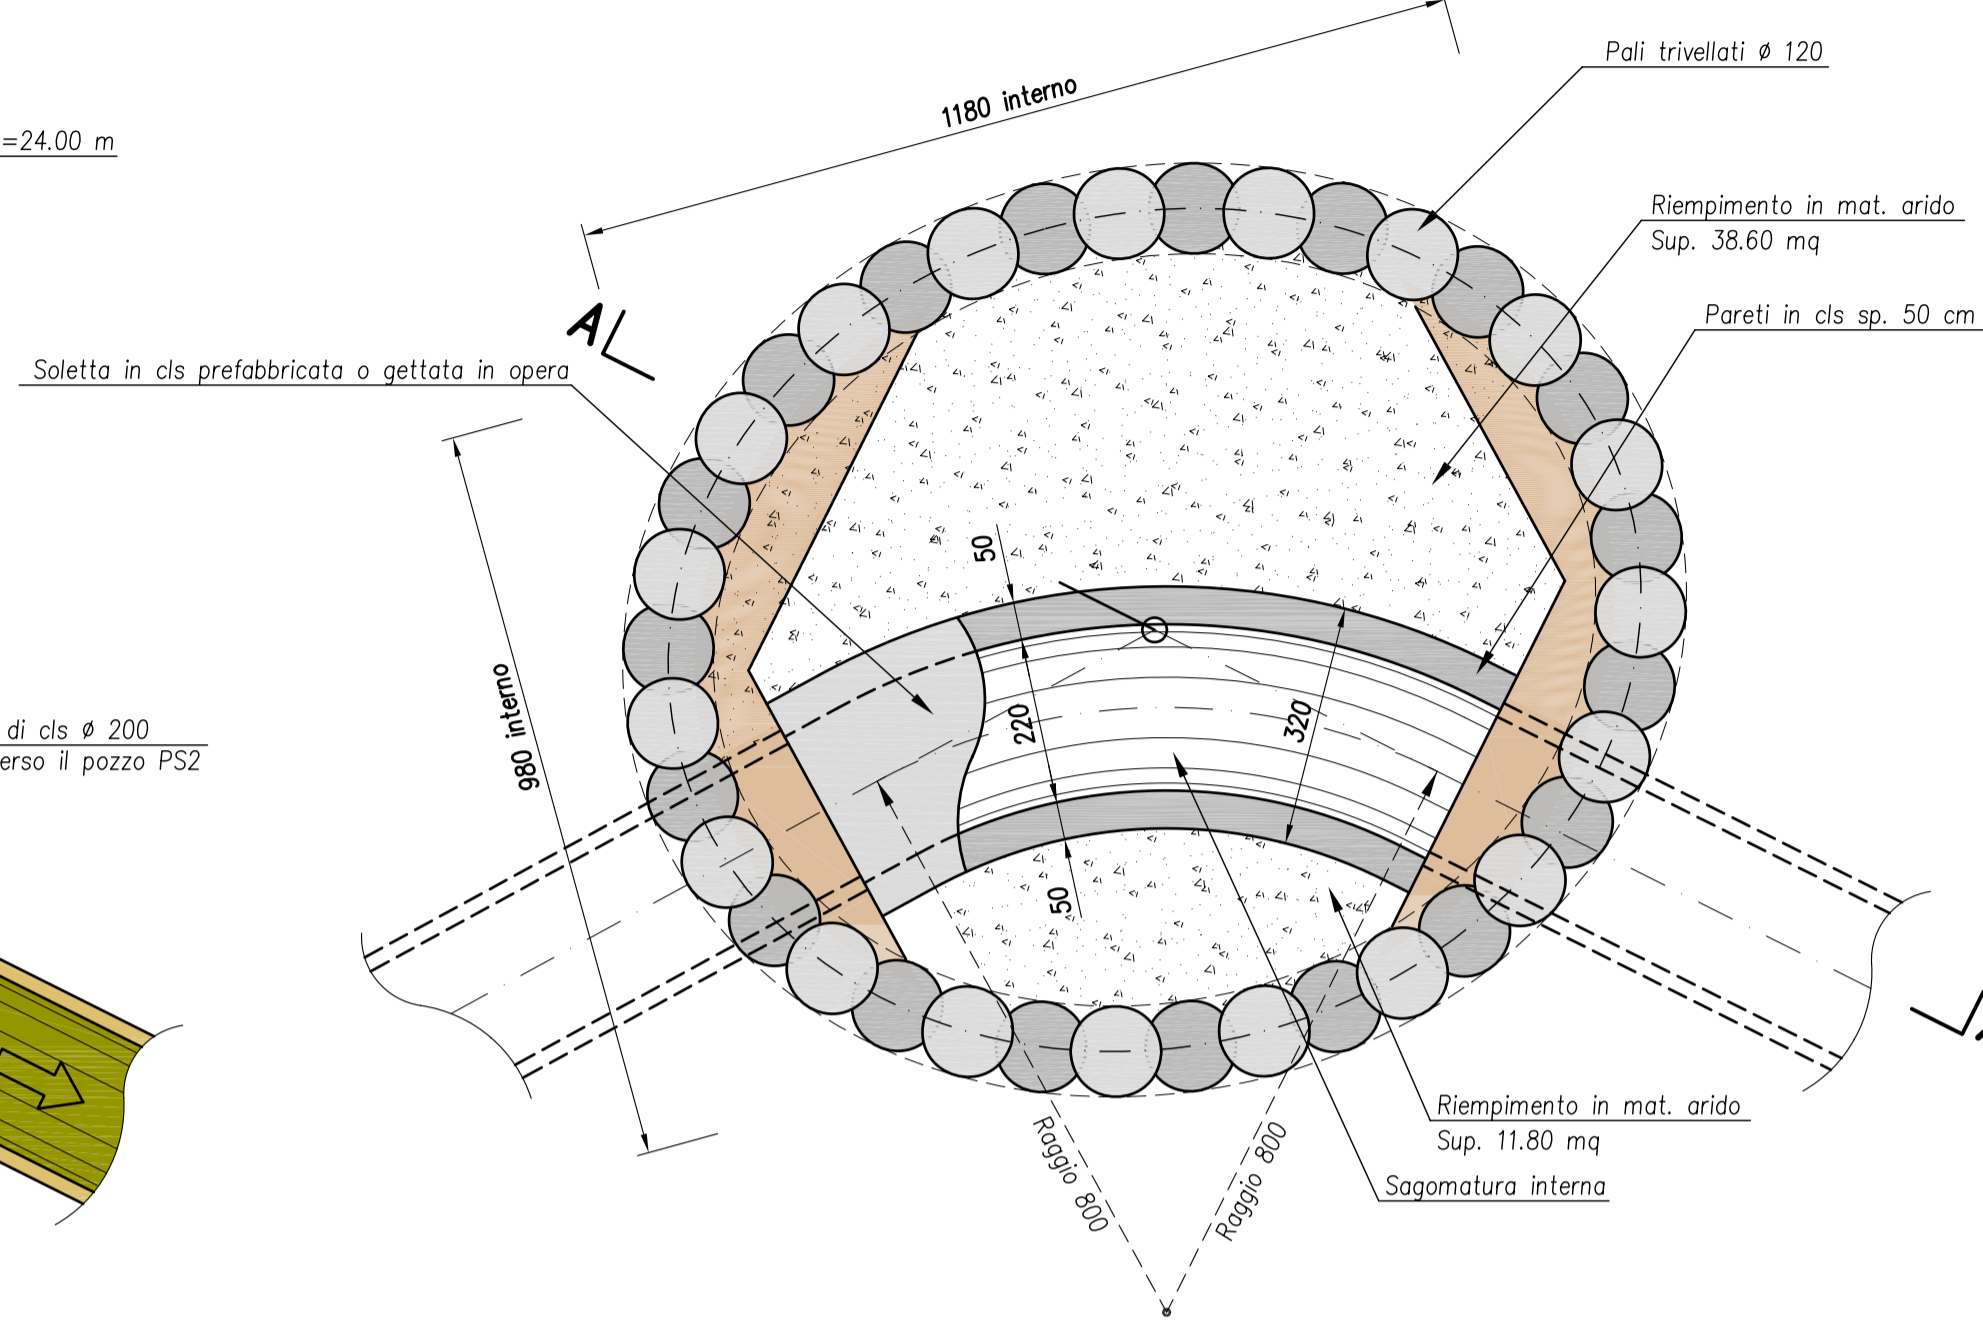 1180 interno
Pali trivellati ø 120
=24.00 m
Riempimento in mat. arido
Sup. 38.60 mq
A
Pareti in cls sp. 50 cm
Soletta in cls prefabbricata o gettata in opera
50
980 interno
220
320
di cls ø 200
erso il pozzo PS2
50
Raggio 800
Raggio 800
Riempimento in mat. arido
Sup. 11.80 mq
Sagomatura interna